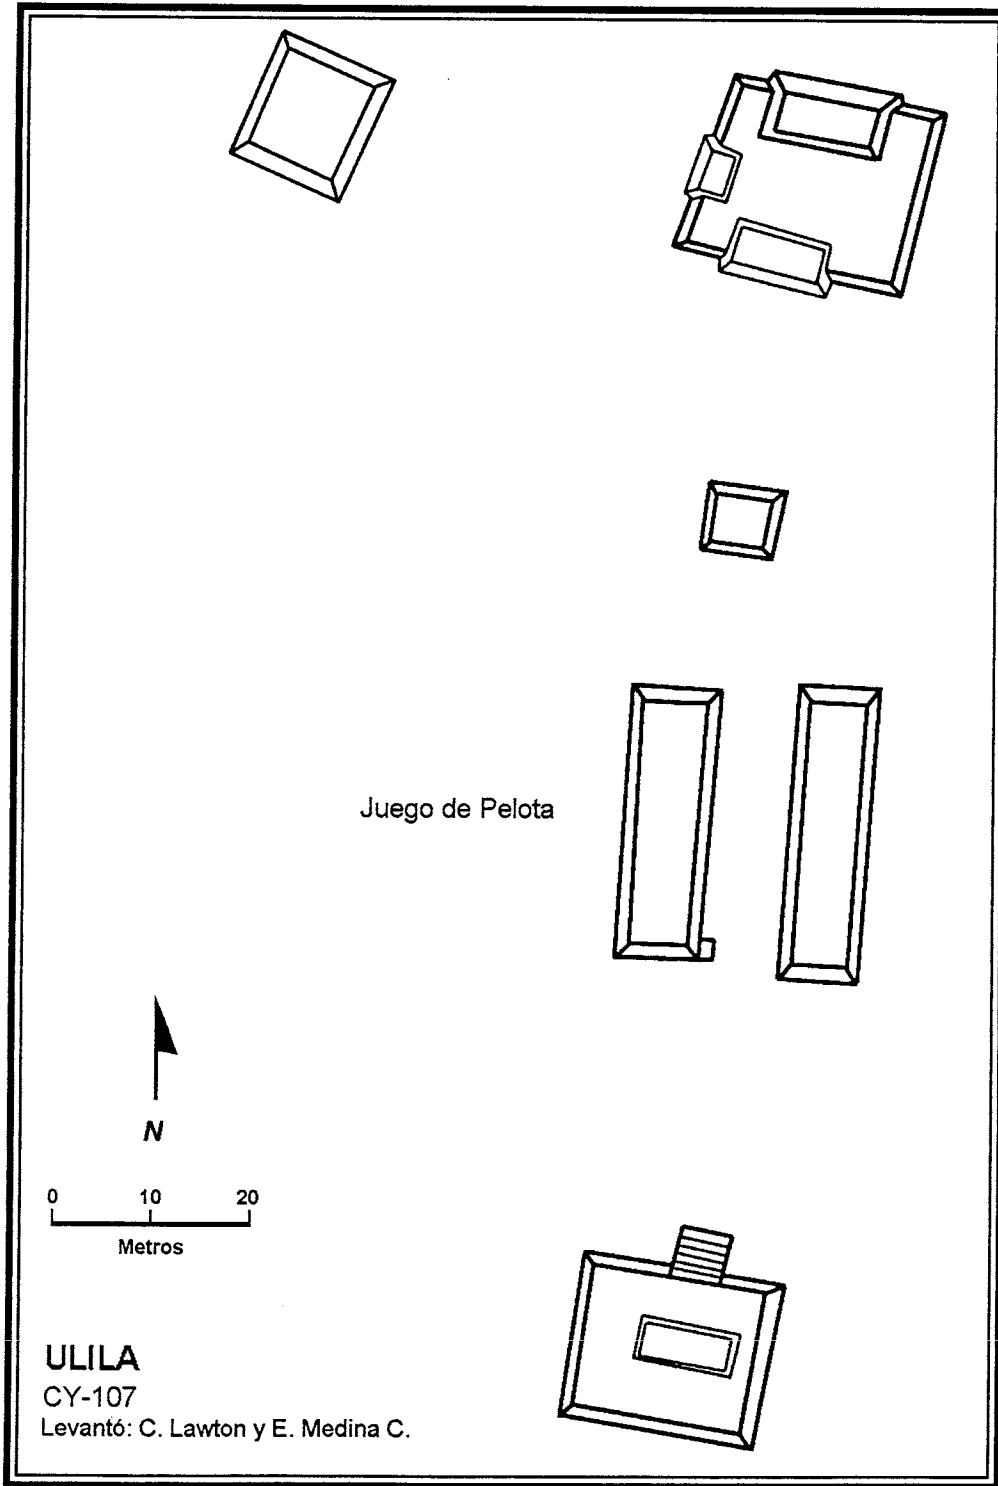 Juego de Pelota
N
0 10 20
Metros
ULILA
CY-107
Levantó: C. Lawton y E. Medina C.